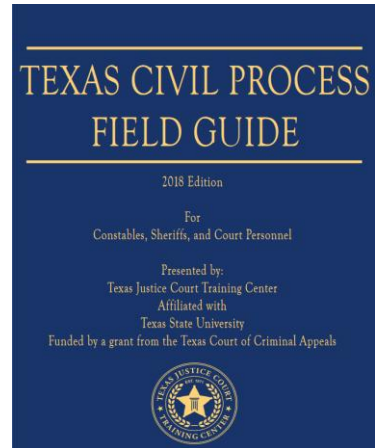 TEXAS CIVIL PROCESS
FIELD GUIDE
2018 Edition
For
Constables, Sheriffs, and Court Personnel
Presented by:
Texas Justice Court Training Center
Affiliated with
Texas State University
Funded by a grant from the Texas Court of Criminal Appeals
TEXAS JUSTICE COURT
TRAINING CENTER